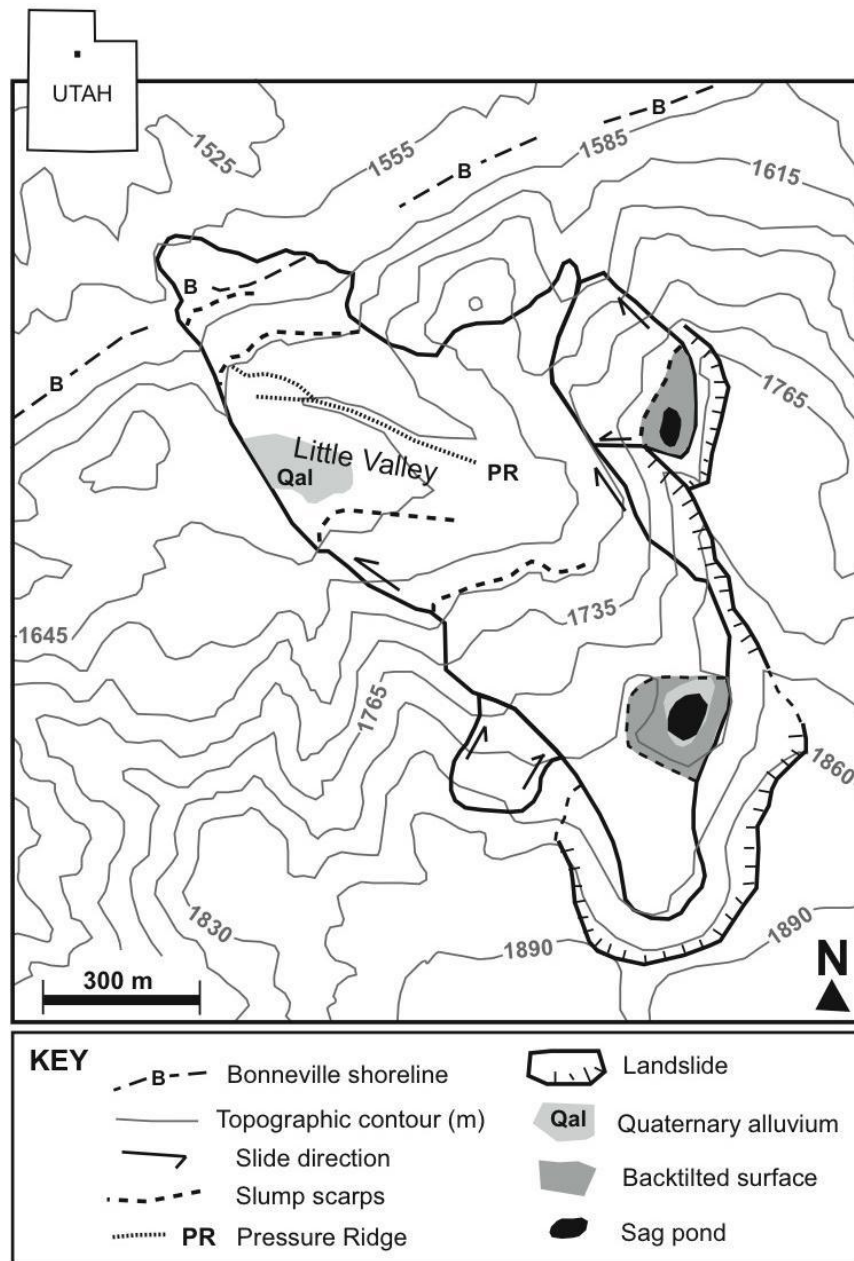 UTAH
1525
1555
B
1585
B
1615
B
B
1765
Little Valley
Qal
PR
1645
1735
1765
1860
1830
1890
1890
300 m
N
KEY
B
Bonneville shoreline
Topographic contour (m)
Slide direction
Slump scarps
PR Pressure Ridge
Landslide
Qal
Quaternary alluvium
Backtilted surface
Sag pond